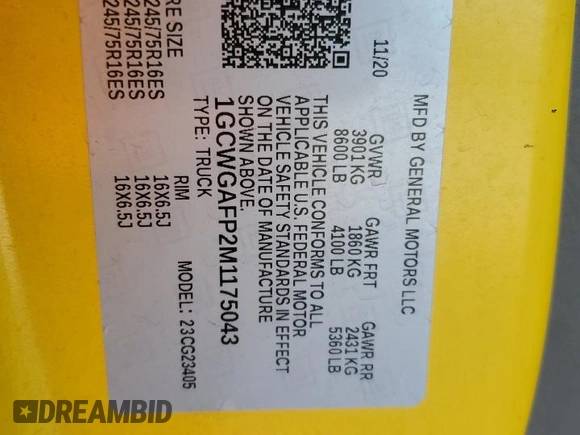 MFD BY GENERAL MOTORS LLC
11/20
GVWR
3901 KG
8600 LB
GAWR FRT
1860 KG
4100 LB
GAWR RR
2431 KG
5360 LB
THIS VEHICLE CONFORMS TO ALL
APPLICABLE U.S. FEDERAL MOTOR
VEHICLE SAFETY STANDARDS IN EFFECT
ON THE DATE OF MANUFACTURE
SHOWN ABOVE.
1GCWGAFP2M1175043
TYPE: TRUCK
MODEL: 23CG23405
RE SIZE
RIM
245/75R16ES
16X6.5J
245/75R16ES
16X6.5J
245/75R16ES
16X6.5J
DREAMBID